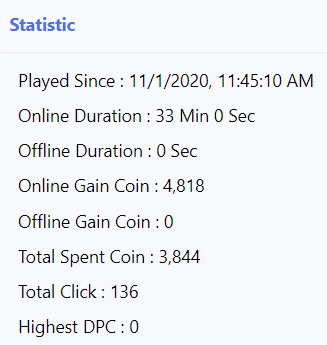 Statistic
Played Since : 11/1/2020, 11:45:10 AM
Online Duration : 33 Min 0 Sec
Offline Duration : 0 Sec
Online Gain Coin : 4,818
Offline Gain Coin : 0
Total Spent Coin : 3,844
Total Click : 136
Highest DPC : 0